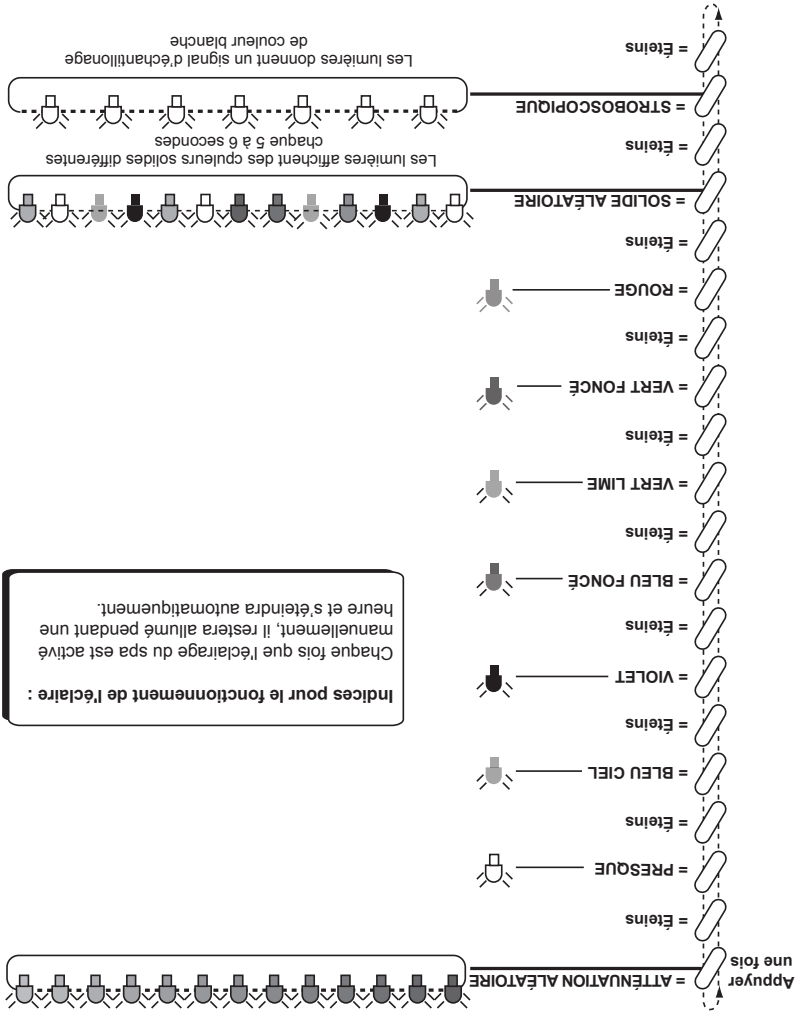 Appuyer
une fois
= ATTÉNUATION ALÉATOIRE
= Éteins
= PRESQUE
= Éteins
= BLEU CIEL
= Éteins
= VIOLET
= Éteins
= BLEU FONCÉ
= Éteins
= VERT LIME
= Éteins
= VERT FONCÉ
= Éteins
= ROUGE
= Éteins
= SOLIDE ALÉATOIRE
= Éteins
= STROBOSCOPIQUE
= Éteins
Indices pour le fonctionnement de l'éclaire :
Chaque fois que l'éclairage du spa est activé
manuellement, il restera allumé pendant une
heure et s'éteindra automatiquement.
Les lumières affichent des cpuleurs solides différentes
chaque 5 à 6 secondes
Les lumières donnent un signal d'échantillonage
de couleur blanche